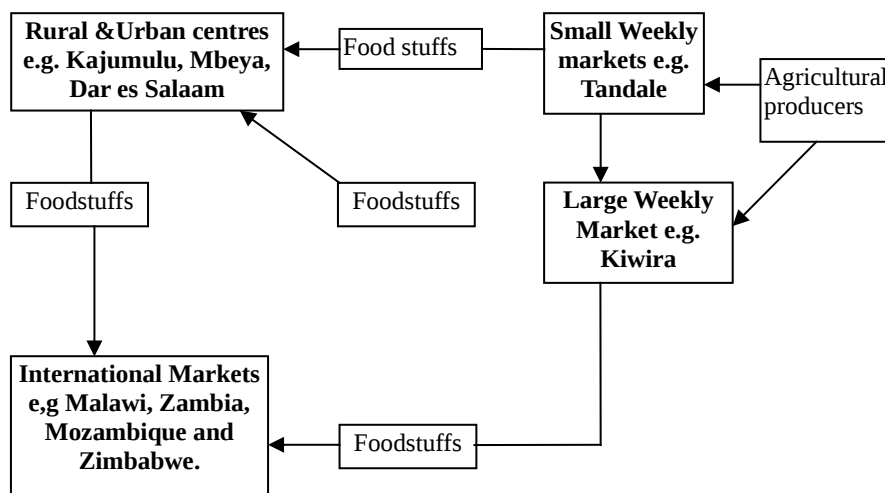 Rural &Urban centres
e.g. Kajumulu, Mbeya,
Dar es Salaam
Food stuffs
Small Weekly
markets e.g.
Tandale
Agricultural
producers
Foodstuffs
Foodstuffs
Large Weekly
Market e.g.
Kiwira
International Markets
e,g Malawi, Zambia,
Mozambique and
Zimbabwe.
Foodstuffs